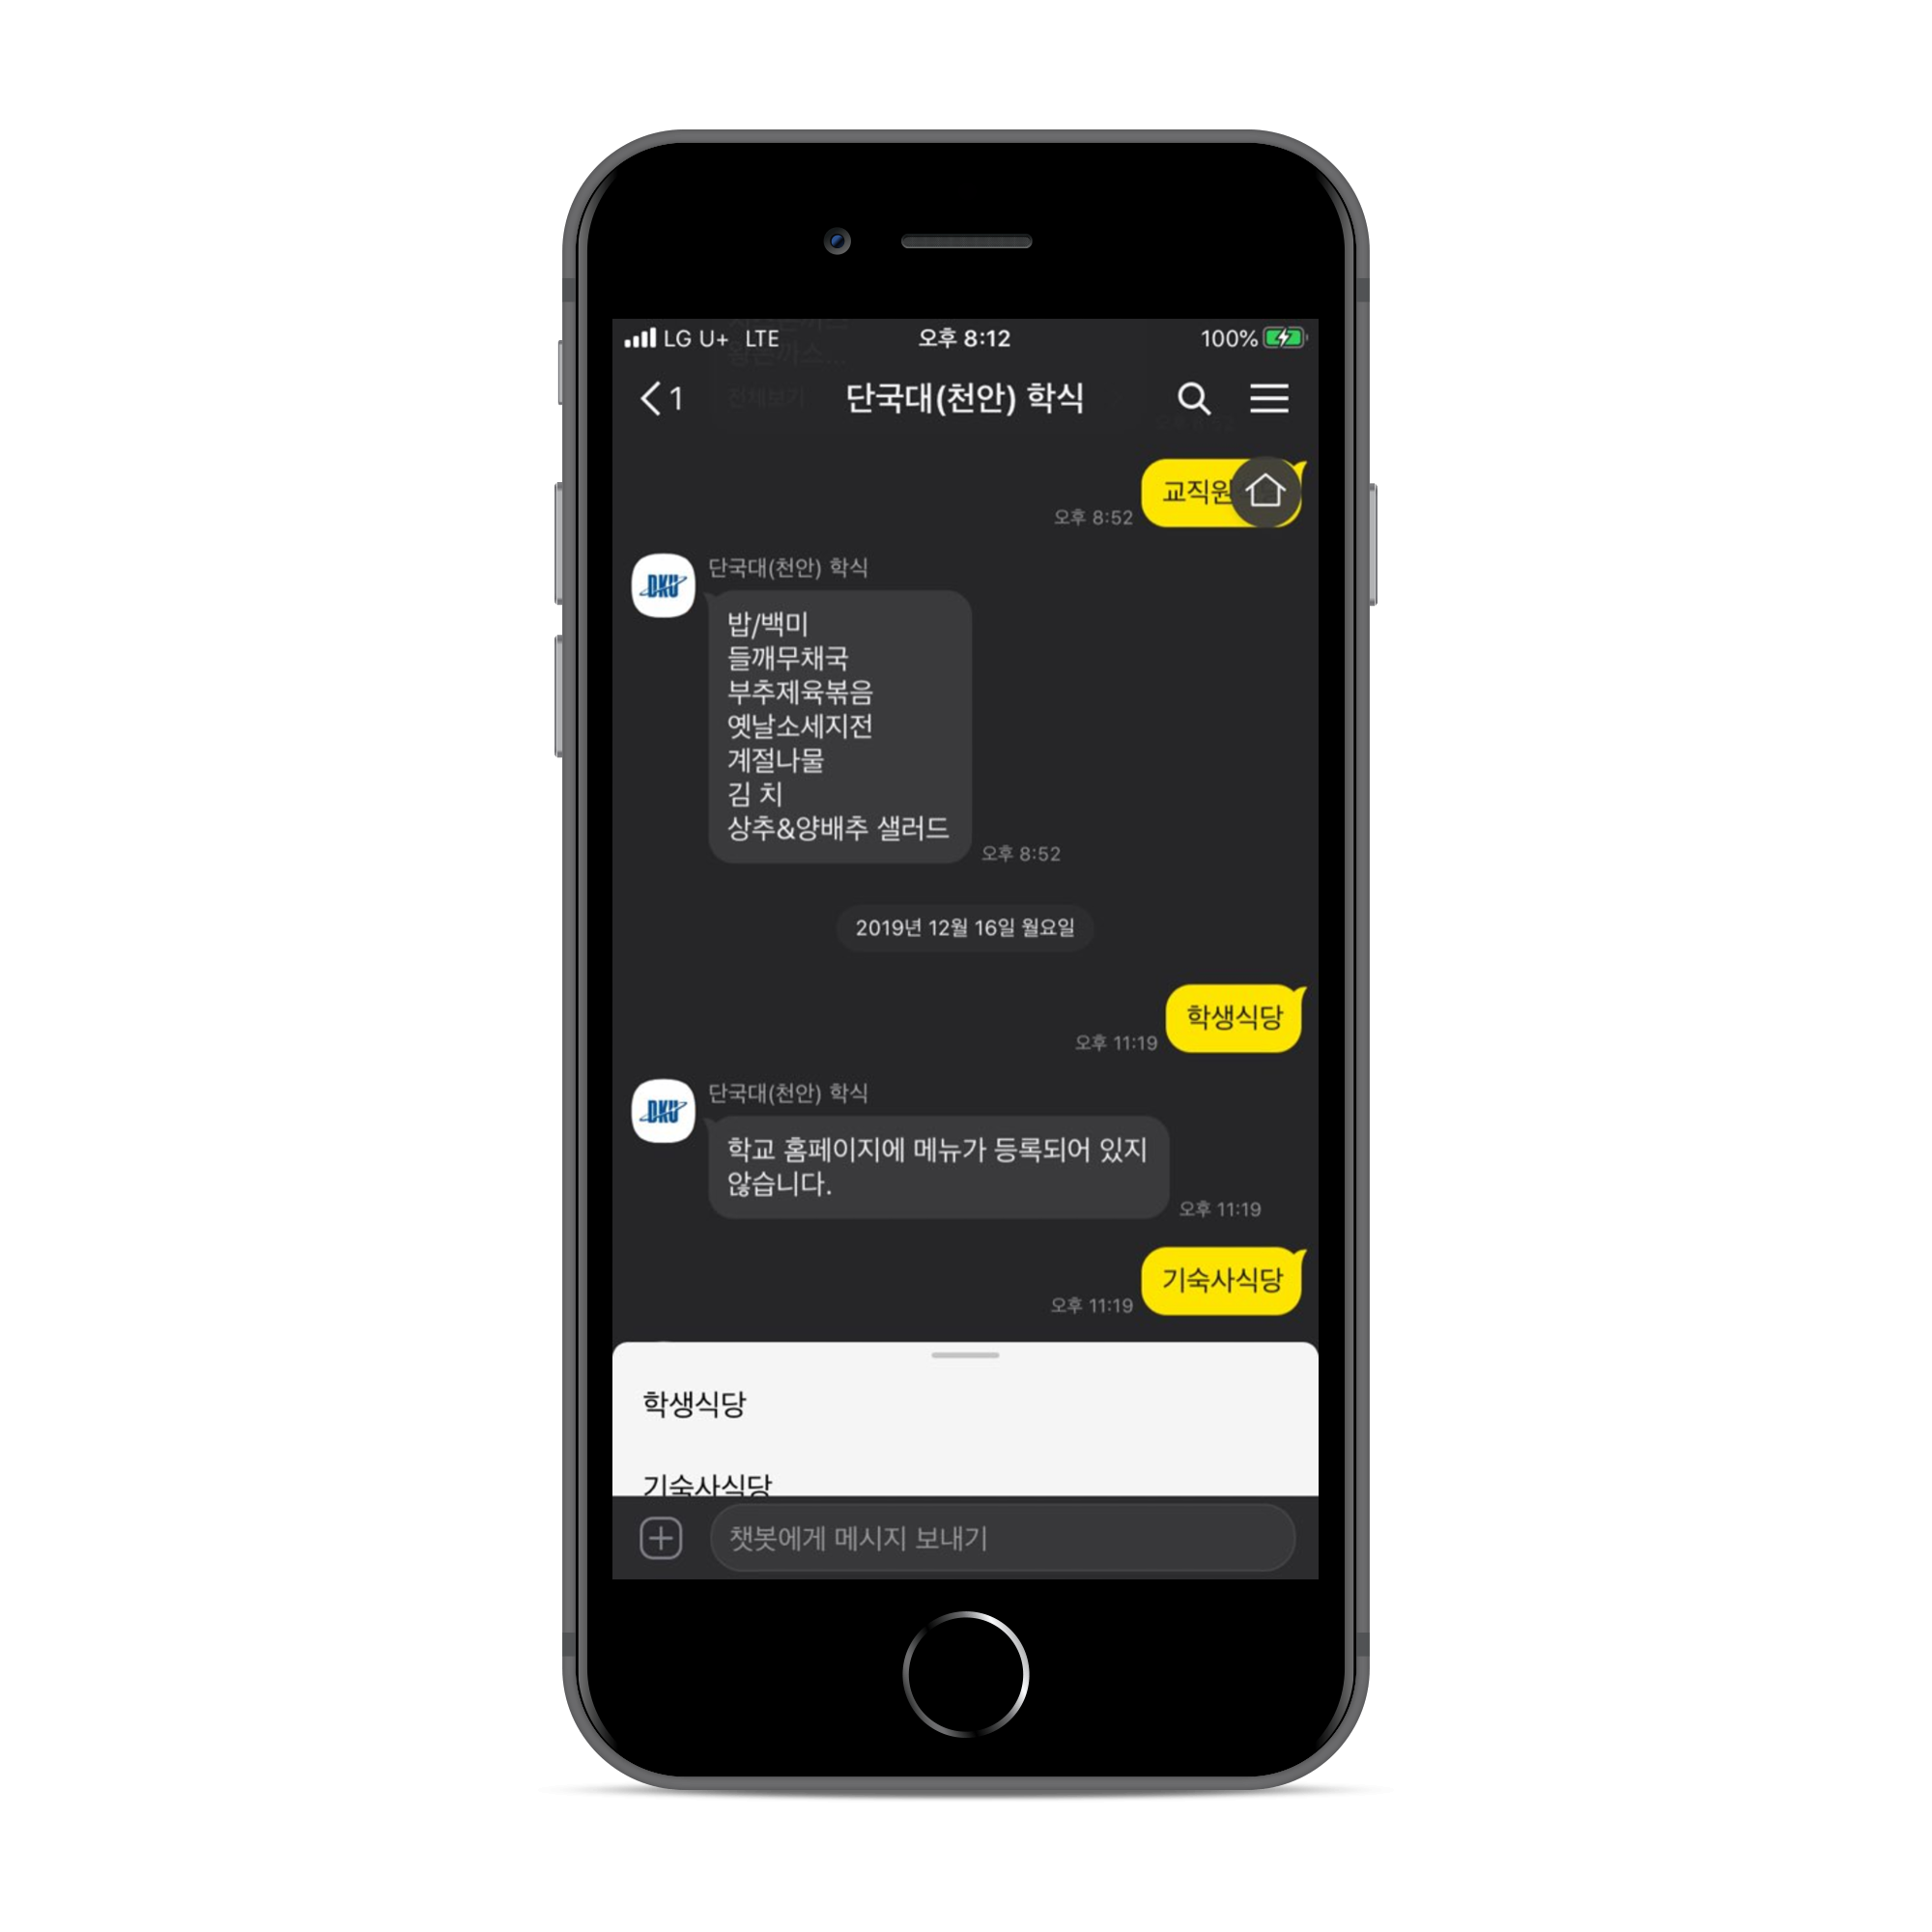 LG U+ LTE 오후 8:12 100%
1 단국대(천안) 학식
전체보기
교직원
오후 8:52
단국대(천안) 학식
DKU
밥/백미
들깨무채국
부추제육볶음
옛날소세지전
계절나물
김 치
상추&양배추 샐러드
오후 8:52
2019년 12월 16일 월요일
학생식당
오후 11:19
단국대(천안) 학식
DKU
학교 홈페이지에 메뉴가 등록되어 있지
않습니다.
오후 11:19
기숙사식당
오후 11:19
학생식당
기숙사식당
챗봇에게 메시지 보내기